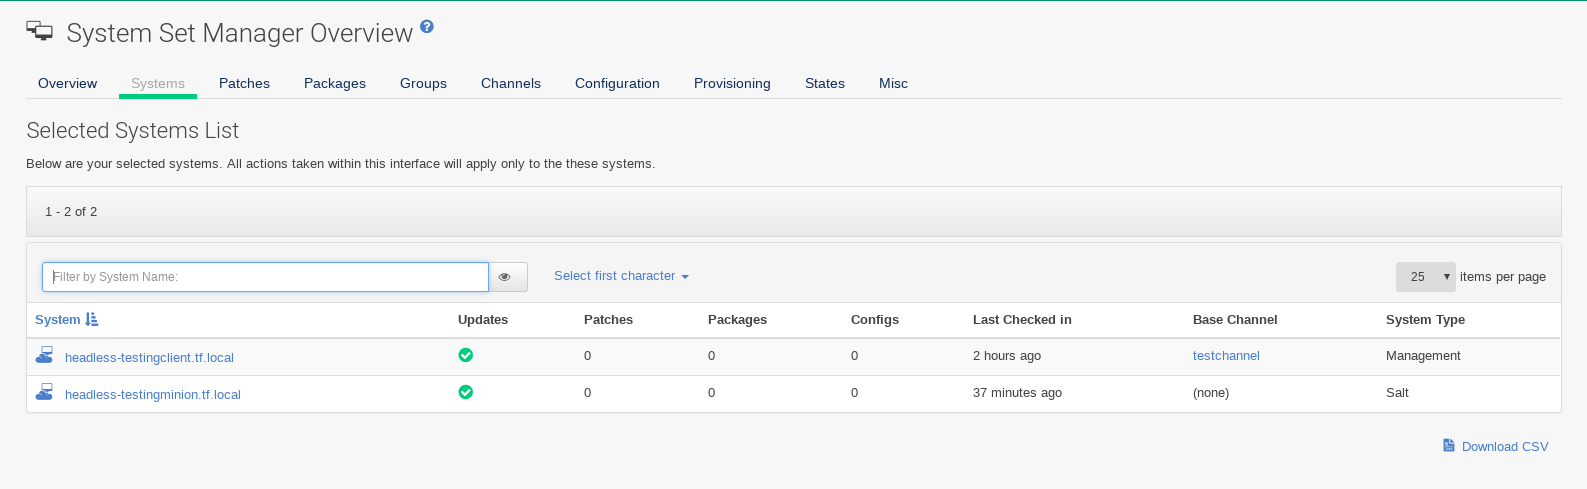 System Set Manager Overview ?
Overview Systems Patches Packages Groups Channels Configuration Provisioning States Misc
Selected Systems List
Below are your selected systems. All actions taken within this interface will apply only to the these systems.
1 - 2 of 2
Filter by System Name: Select first character 25 items per page
System Updates Patches Packages Configs Last Checked in Base Channel System Type
headless-testingclient.tf.local 0 0 0 2 hours ago testchannel Management
headless-testingminion.tf.local 0 0 0 37 minutes ago (none) Salt
Download CSV